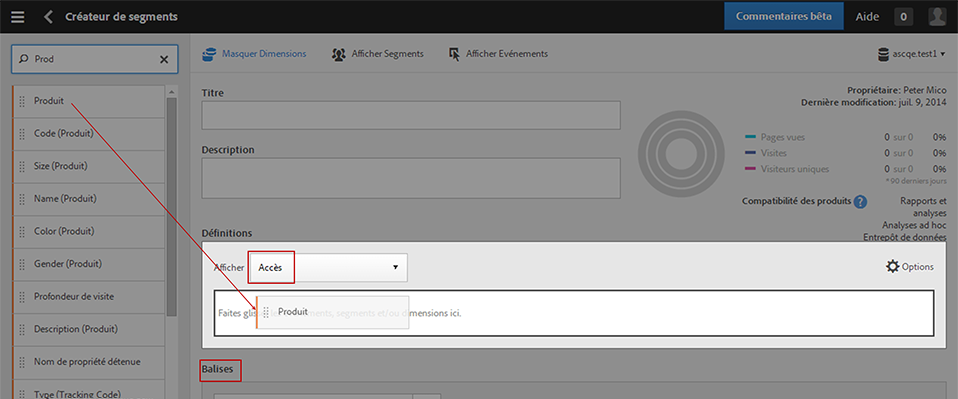 Créateur de segments
Commentaires bêta
Aide
0
Prod
Masquer Dimensions
Afficher Segments
Afficher Evénements
ascqe.test1
Produit
Code (Produit)
Size (Produit)
Name (Produit)
Color (Produit)
Gender (Produit)
Profondeur de visite
Description (Produit)
Nom de propriété détenue
Type (Tracking Code)
Titre
Description
Propriétaire: Peter Mico
Dernière modification: juil. 9, 2014
Pages vues 0 sur 0 0%
Visites 0 sur 0 0%
Visiteurs uniques 0 sur 0 0%
* 90 derniers jours
Compatibilité des produits ? Rapports et
analyses
Analyses ad hoc
Entrepôt de données
Définitions
Afficher Accès
Options
Produit
Faites glis ments, segments et/ou dimensions ici.
Balises